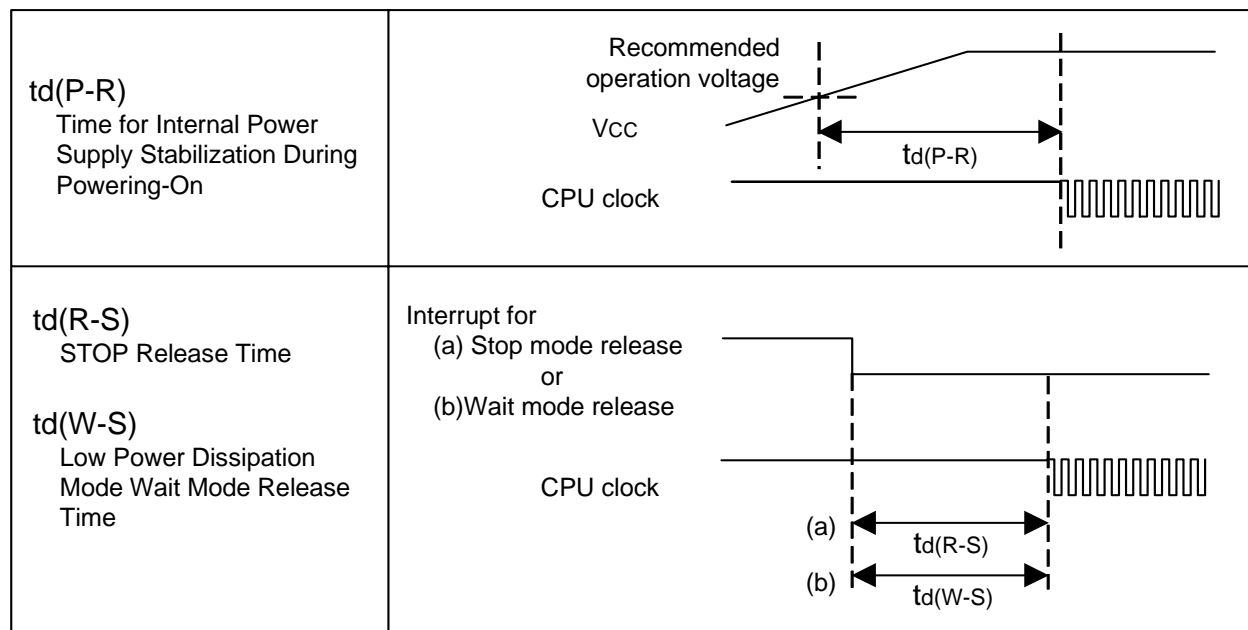 td(P-R)
Time for Internal Power
Supply Stabilization During
Powering-On
Recommended
operation voltage
VCC
td(P-R)
CPU clock
td(R-S)
STOP Release Time
td(W-S)
Low Power Dissipation
Mode Wait Mode Release
Time
Interrupt for
(a) Stop mode release
or
(b)Wait mode release
CPU clock
(a)
td(R-S)
(b)
td(W-S)